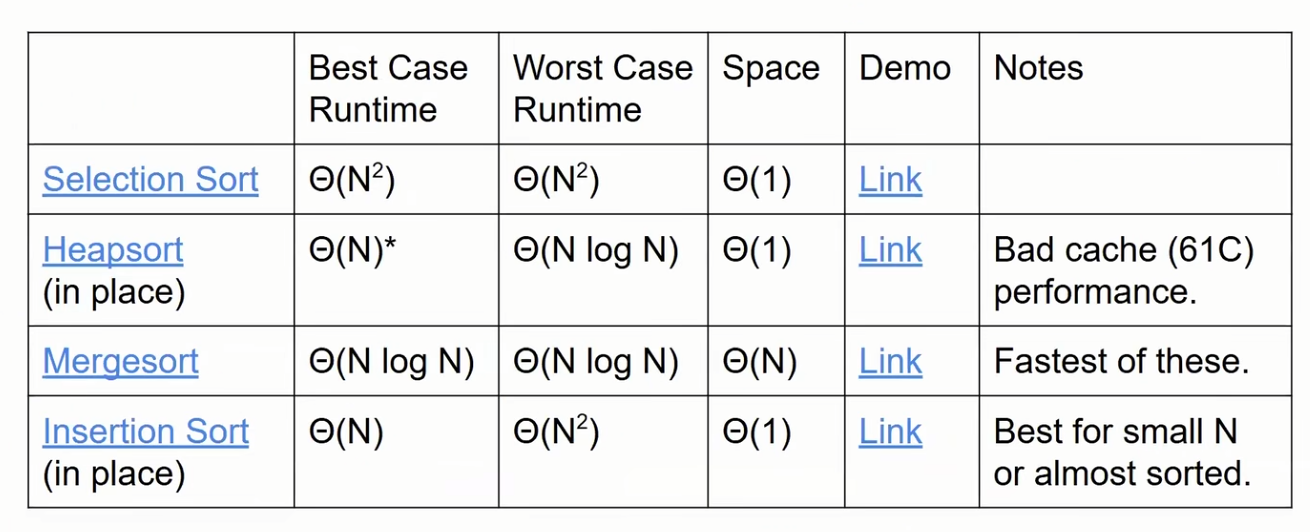 Best Case Runtime | Worst Case Runtime | Space | Demo | Notes
Selection Sort | Θ(N²) | Θ(N²) | Θ(1) | Link
Heapsort (in place) | Θ(N)* | Θ(N log N) | Θ(1) | Link | Bad cache (61C) performance.
Mergesort | Θ(N log N) | Θ(N log N) | Θ(N) | Link | Fastest of these.
Insertion Sort (in place) | Θ(N) | Θ(N²) | Θ(1) | Link | Best for small N or almost sorted.